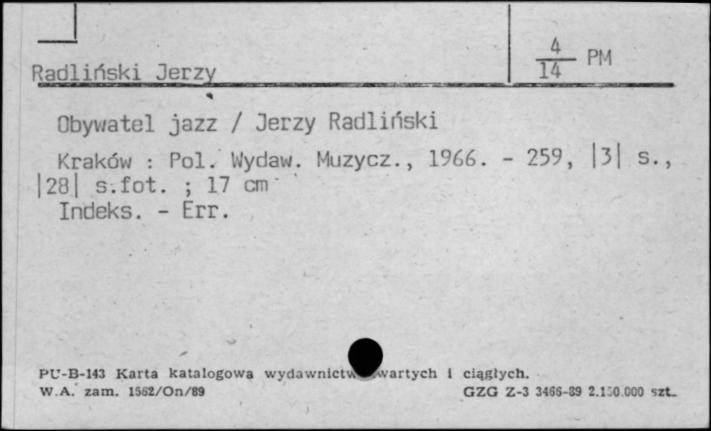 4
14 PM
Radliński Jerzy
Obywatel jazz / Jerzy Radliński
Kraków : Pol. Wydaw. Muzycz., 1966. - 259, |3| s.,
|28| s.fot. ; 17 cm
Indeks. - Err.
PU-B-143 Karta katalogowa wydawnictw zwartych i ciągłych.
W.A. zam. 1562/On/89 GZG Z-3 3466-89 2.150.000 szt.